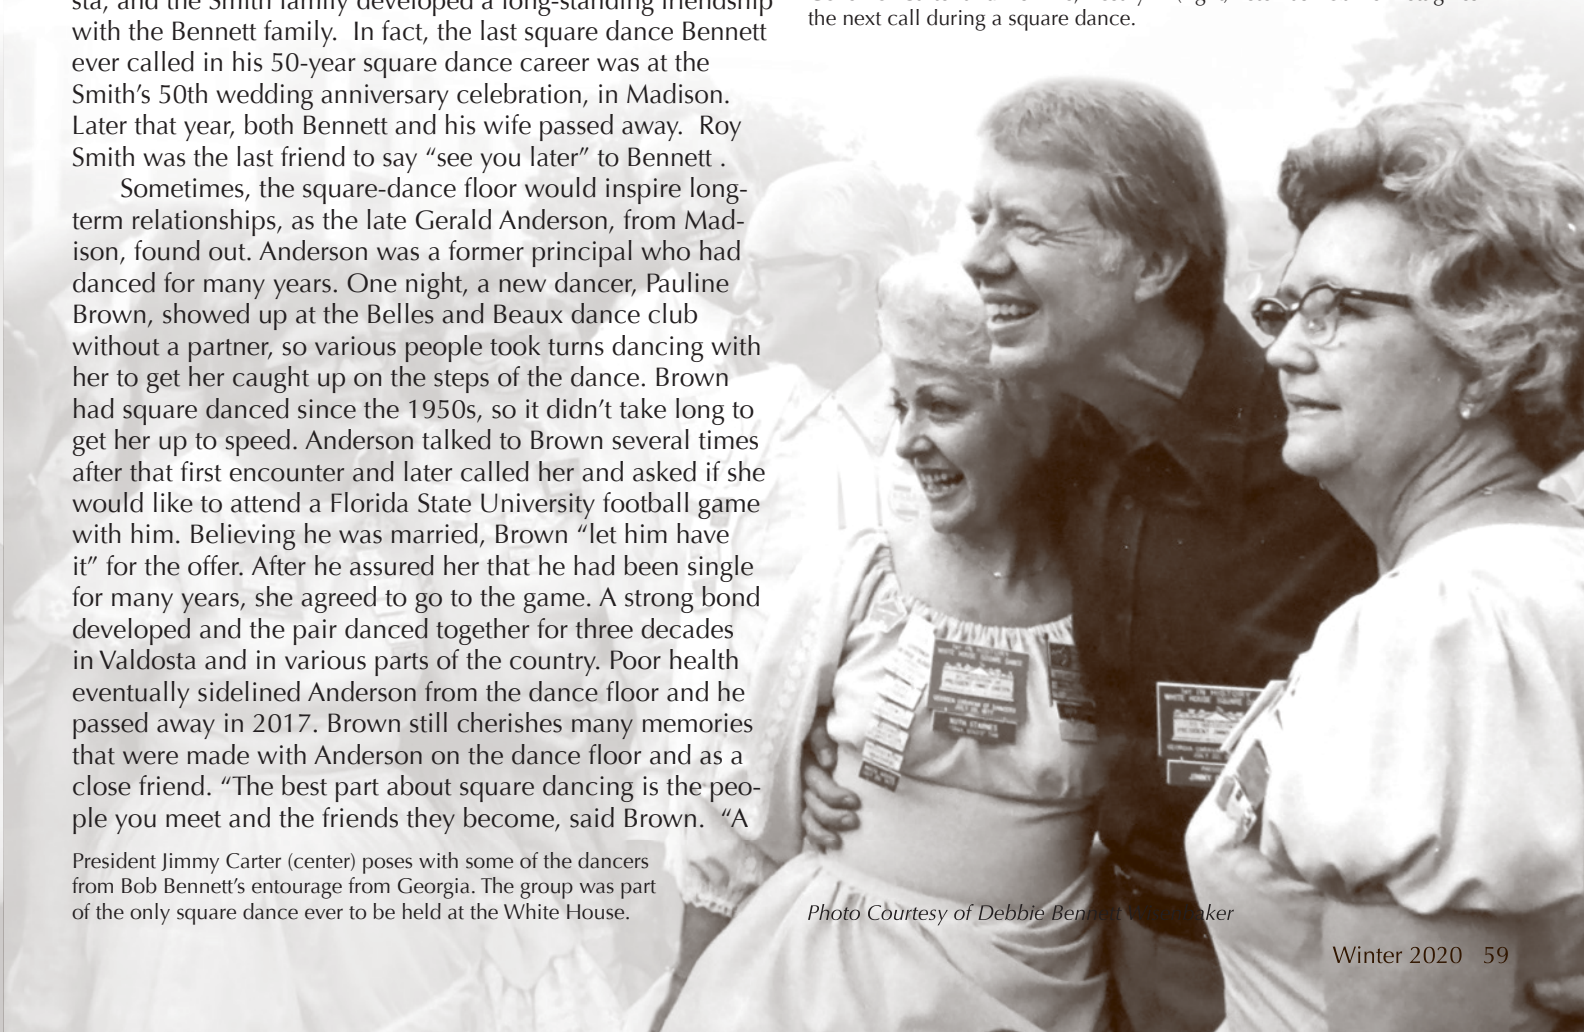 sta, and the Smith family developed a long-standing friendship
with the Bennett family.  In fact, the last square dance Bennett
ever called in his 50-year square dance career was at the
Smith’s 50th wedding anniversary celebration, in Madison.
Later that year, both Bennett and his wife passed away.  Roy
Smith was the last friend to say “see you later” to Bennett .
Sometimes, the square-dance floor would inspire long-
term relationships, as the late Gerald Anderson, from Mad-
ison, found out. Anderson was a former principal who had
danced for many years. One night, a new dancer, Pauline
Brown, showed up at the Belles and Beaux dance club
without a partner, so various people took turns dancing with
her to get her caught up on the steps of the dance. Brown
had square danced since the 1950s, so it didn’t take long to
get her up to speed. Anderson talked to Brown several times
after that first encounter and later called her and asked if she
would like to attend a Florida State University football game
with him. Believing he was married, Brown “let him have
it” for the offer. After he assured her that he had been single
for many years, she agreed to go to the game. A strong bond
developed and the pair danced together for three decades
in Valdosta and in various parts of the country. Poor health
eventually sidelined Anderson from the dance floor and he
passed away in 2017. Brown still cherishes many memories
that were made with Anderson on the dance floor and as a
close friend. “The best part about square dancing is the peo-
ple you meet and the friends they become, said Brown.  “A
President Jimmy Carter (center) poses with some of the dancers
from Bob Bennett’s entourage from Georgia. The group was part
of the only square dance ever to be held at the White House.
the next call during a square dance.
WHITE HOUSE SQUARE DANCE
PRESIDENT JIMMY CARTER
RUTH STARNES
WHITE HOUSE SQUARE
JIMMY
Photo Courtesy of Debbie Bennett
Winter 2020   59